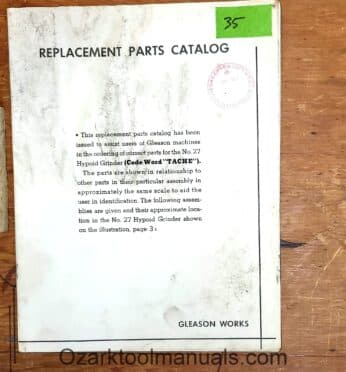 35
REPLACEMENT PARTS CATALOG
• This replacement parts catalog has been
issued to assist users of Gleason machines
in the ordering of correct parts for the No. 27
Hypoid Grinder (Code Word "TACHE").
The parts are shown in relationship to
other parts in their particular assembly in
approximately the same scale to aid the
user in identification. The following assem-
blies are given and their approximate loca-
tion in the No. 27 Hypoid Grinder shown
on the illustration, page 3:
GLEASON WORKS
Ozarktoolmanuals.com